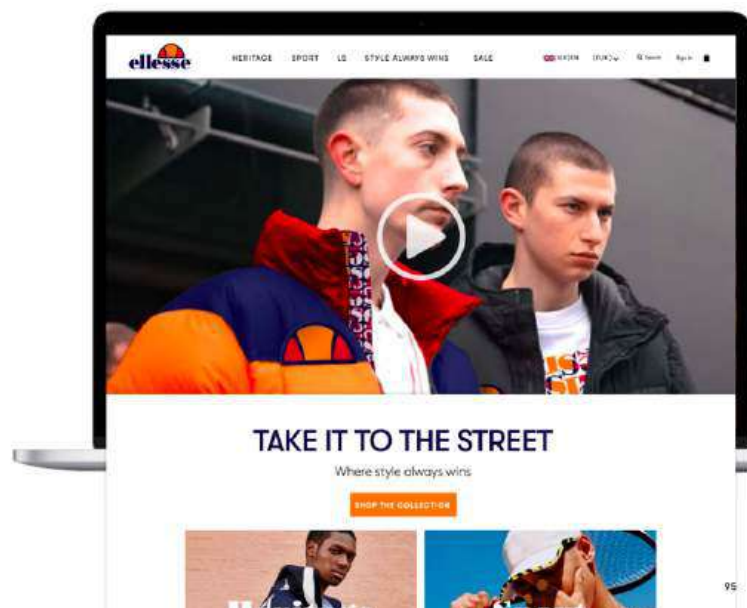 ellesse
HERITAGE SPORT LS STYLE ALWAYS WINS SALE
TAKE IT TO THE STREET
Where style always wins
SHOP THE COLLECTION
95